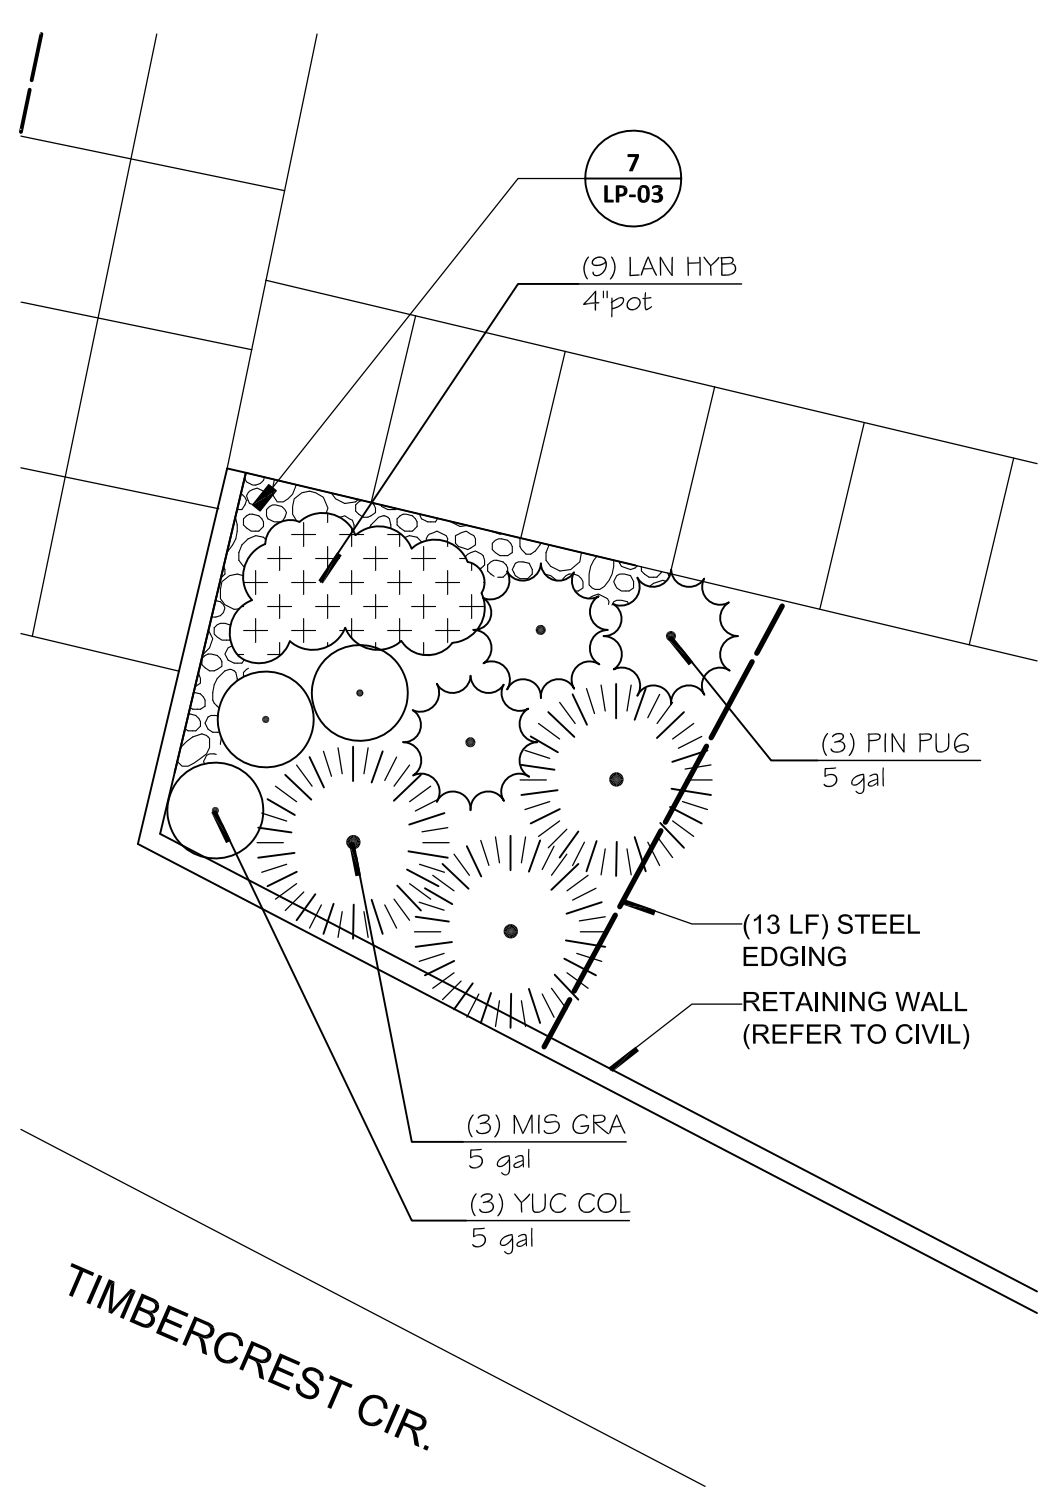 7
LP-03
(9) LAN HYB
4"pot
(3) PIN PUG
5 gal
(13 LF) STEEL
EDGING
RETAINING WALL
(REFER TO CIVIL)
(3) MIS GRA
5 gal
(3) YUC COL
5 gal
TIMBERCREST CIR.